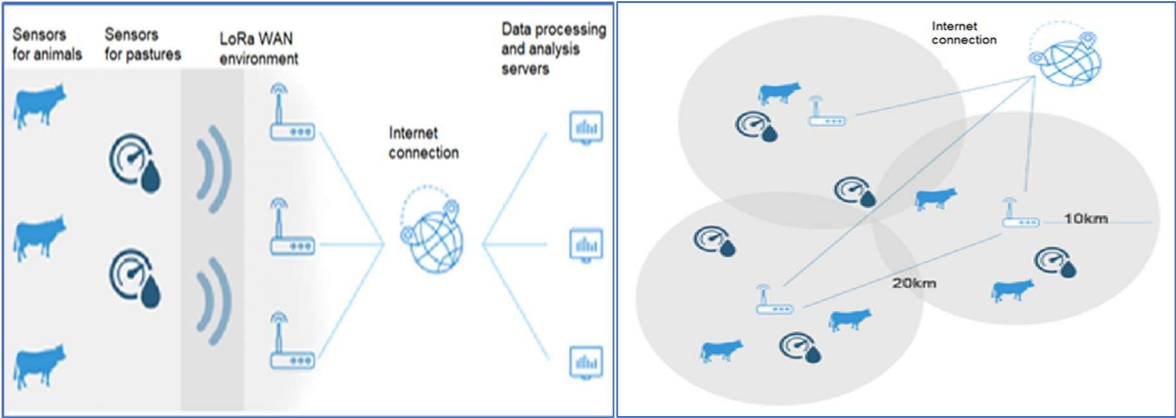 Sensors
for animals
Sensors
for pastures
LoRa WAN
environment
Internet
connection
Data processing
and analysis
servers
Internet
connection
10km
20km